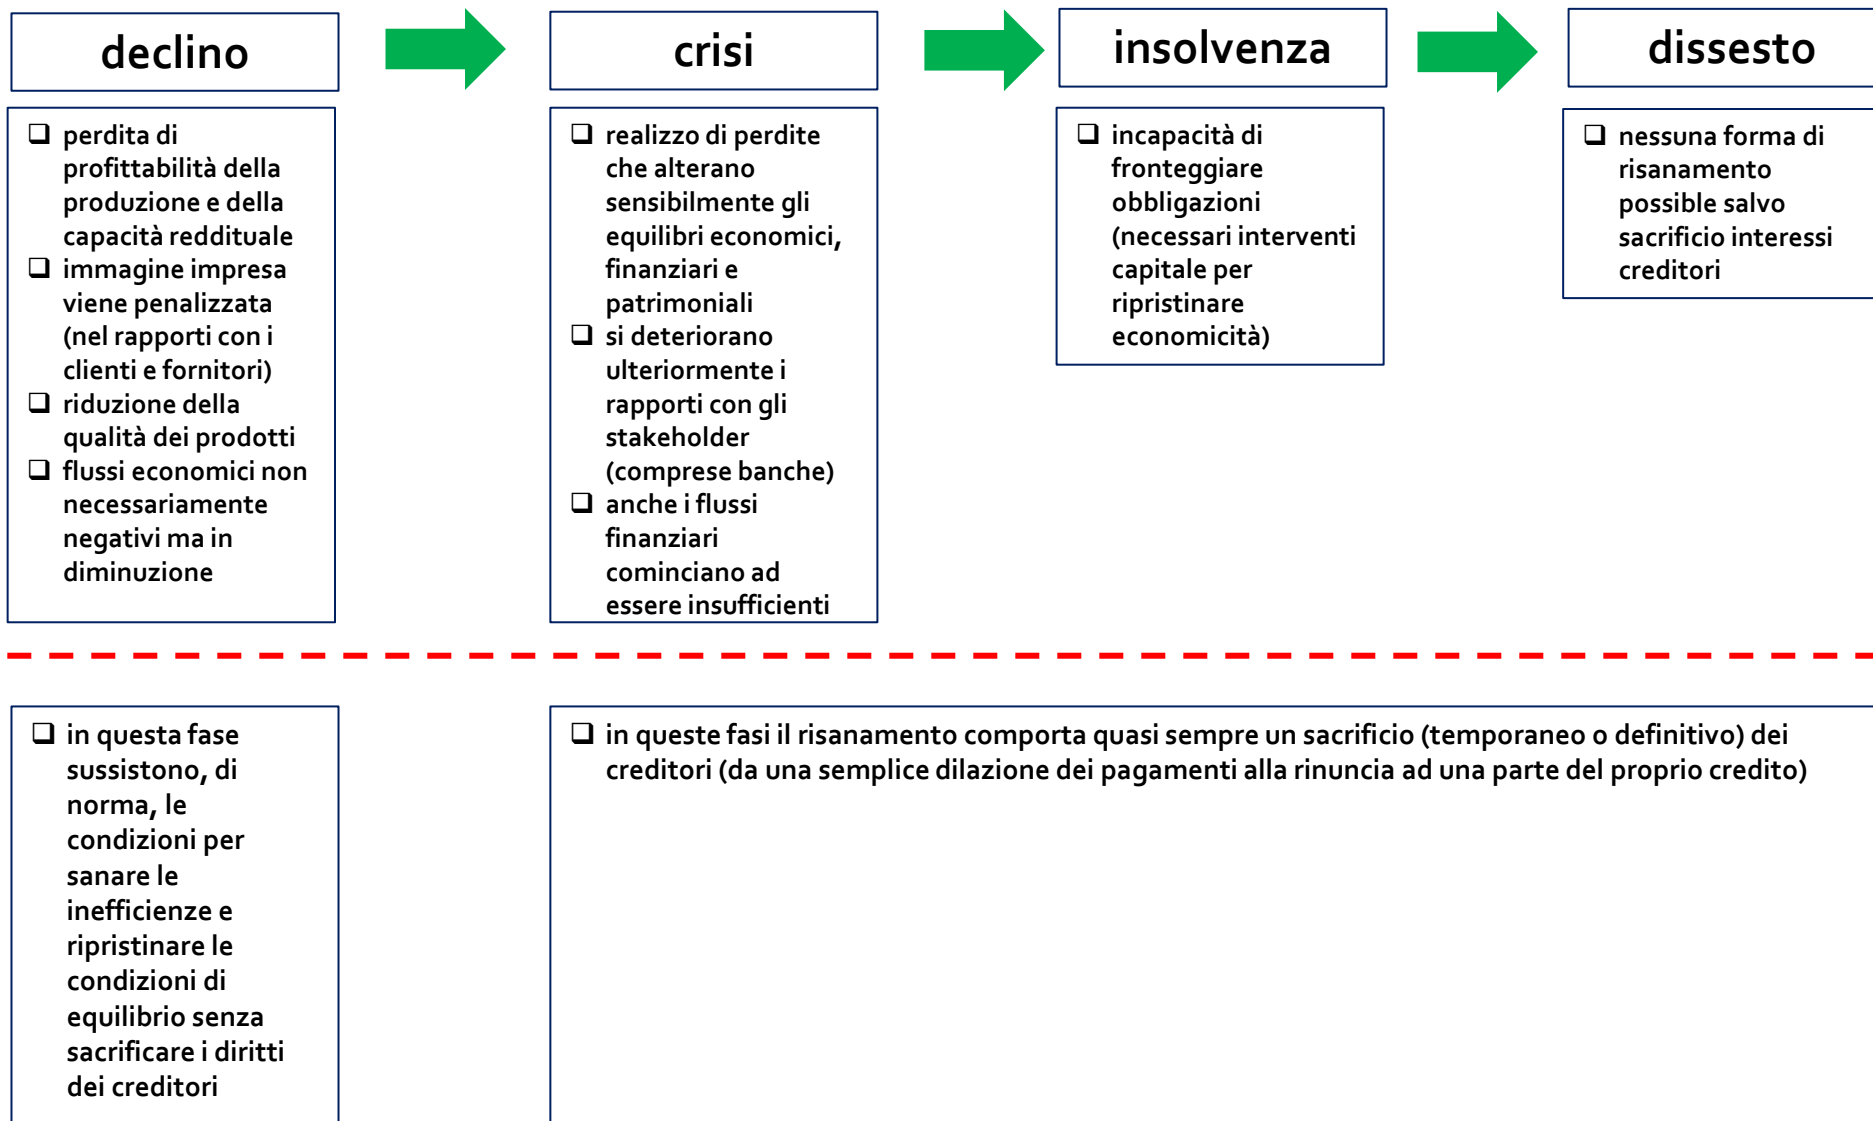 declino
crisi
insolvenza
dissesto
❑ perdita di
profittabilità della
produzione e della
capacità reddituale
❑ immagine impresa
viene penalizzata
(nel rapporti con i
clienti e fornitori)
❑ riduzione della
qualità dei prodotti
❑ flussi economici non
necessariamente
negativi ma in
diminuzione
❑ realizzo di perdite
che alterano
sensibilmente gli
equilibri economici,
finanziari e
patrimoniali
❑ si deteriorano
ulteriormente i
rapporti con gli
stakeholder
(comprese banche)
❑ anche i flussi
finanziari
cominciano ad
essere insufficienti
❑ incapacità di
fronteggiare
obbligazioni
(necessari interventi
capitale per
ripristinare
economicità)
❑ nessuna forma di
risanamento
possible salvo
sacrificio interessi
creditori
❑ in questa fase
sussistono, di
norma, le
condizioni per
sanare le
inefficienze e
ripristinare le
condizioni di
equilibrio senza
sacrificare i diritti
dei creditori
❑ in queste fasi il risanamento comporta quasi sempre un sacrificio (temporaneo o definitivo) dei
creditori (da una semplice dilazione dei pagamenti alla rinuncia ad una parte del proprio credito)